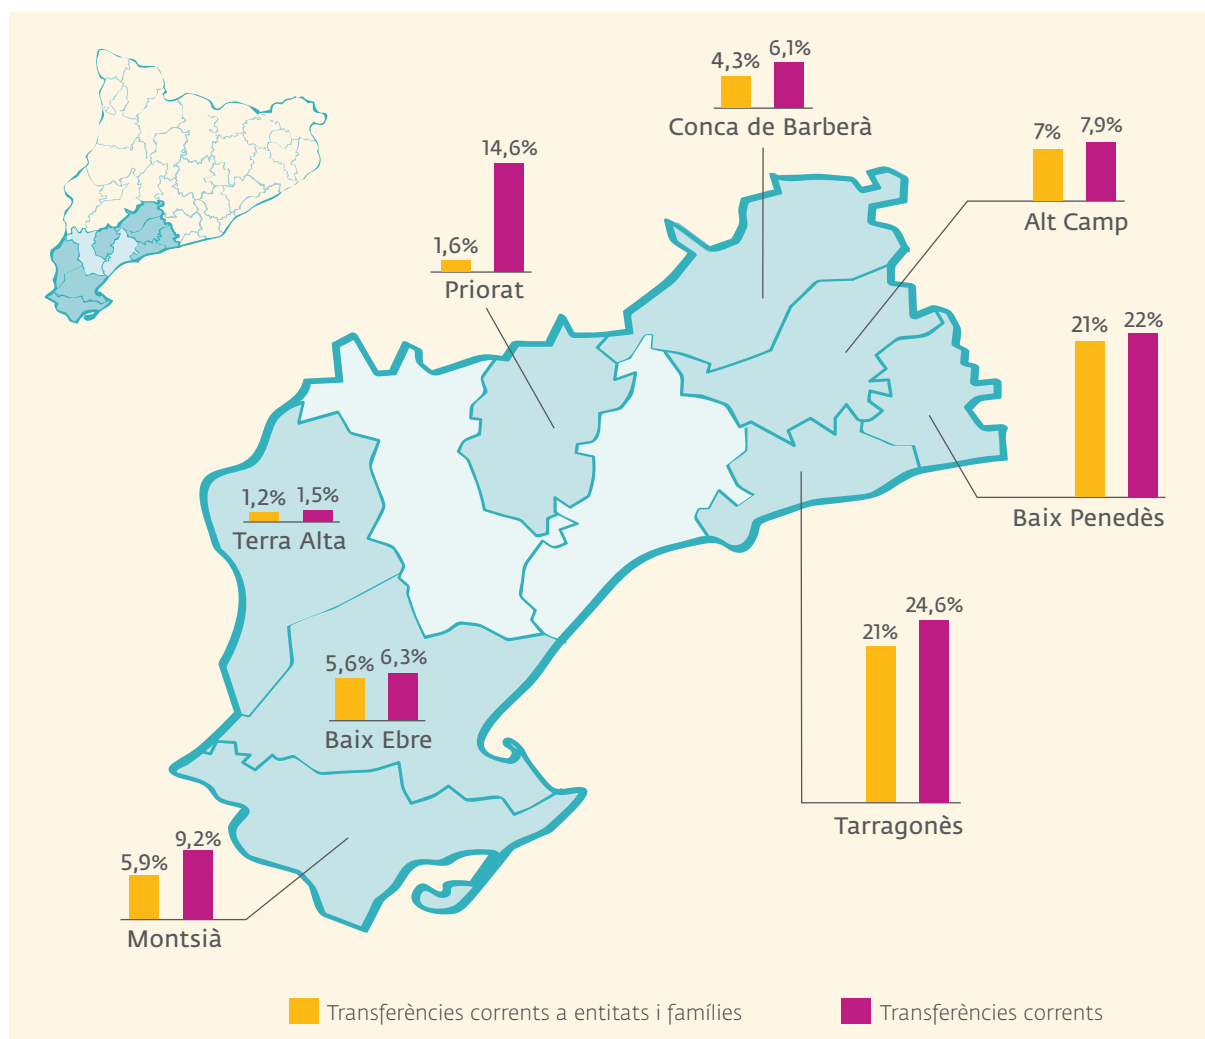 4,3%
6,1%
Conca de Barberà
7%
7,9%
Alt Camp
14,6%
1,6%
Priorat
21%
22%
Baix Penedès
1,2%
1,5%
Terra Alta
21%
24,6%
Tarragonès
5,6%
6,3%
Baix Ebre
5,9%
9,2%
Montsià
Transferències corrents a entitats i famílies
Transferències corrents